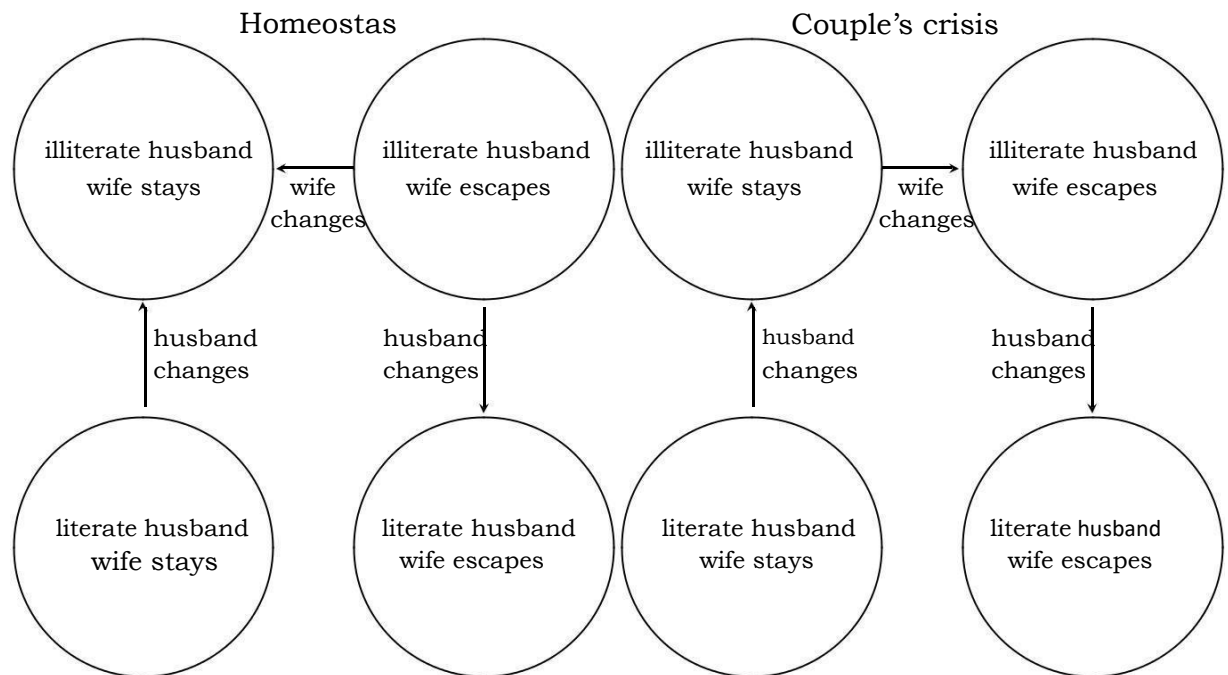 Homeostas
Couple's crisis
illiterate husband
wife stays
wife
changes
illiterate husband
wife escapes
illiterate husband
wife stays
wife
changes
illiterate husband
wife escapes
husband
changes
husband
changes
husband
changes
husband
changes
literate husband
wife stays
literate husband
wife escapes
literate husband
wife stays
literate husband
wife escapes